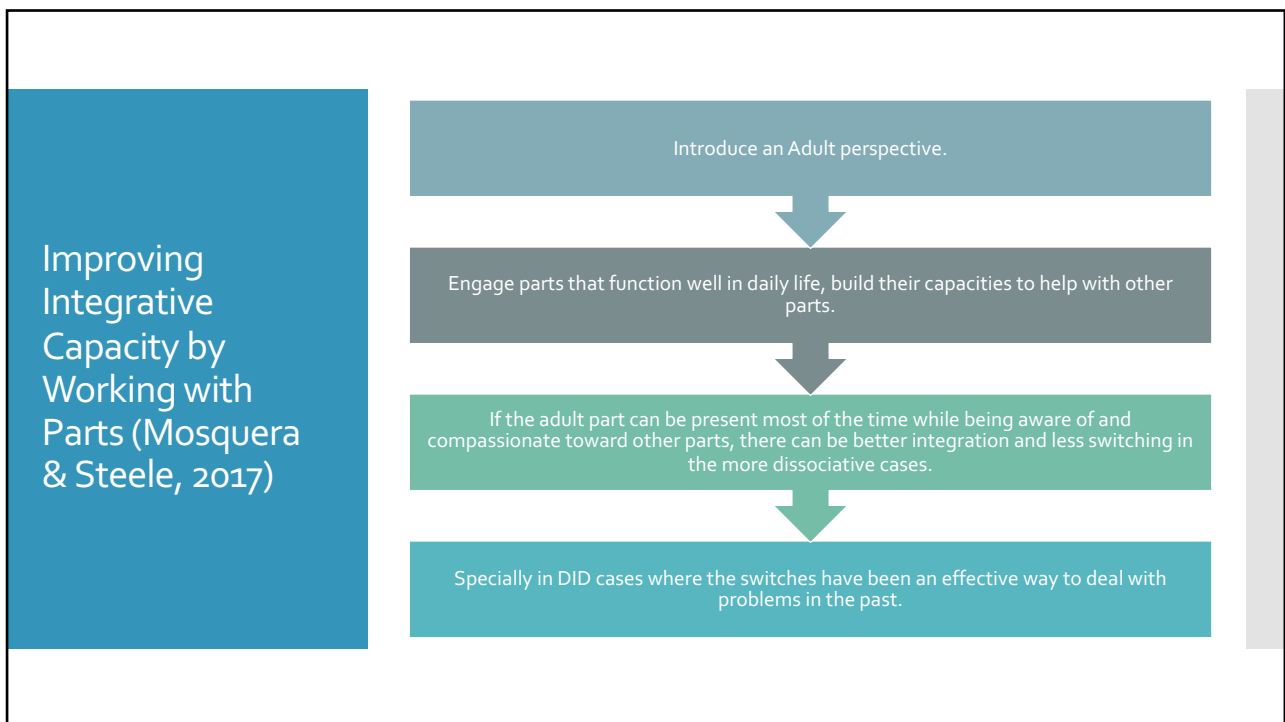 Improving
Integrative
Capacity by
Working with
Parts (Mosquera
& Steele, 2017)
Introduce an Adult perspective.
Engage parts that function well in daily life, build their capacities to help with other
parts.
If the adult part can be present most of the time while being aware of and
compassionate toward other parts, there can be better integration and less switching in
the more dissociative cases.
Specially in DID cases where the switches have been an effective way to deal with
problems in the past.